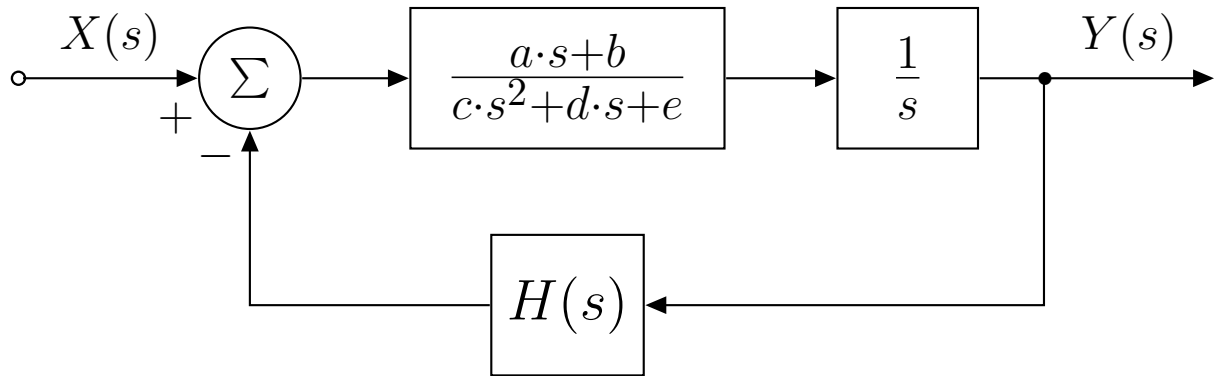 X(s)
Σ
+
−
a·s+b
c·s²+d·s+e
1
s
Y(s)
H(s)